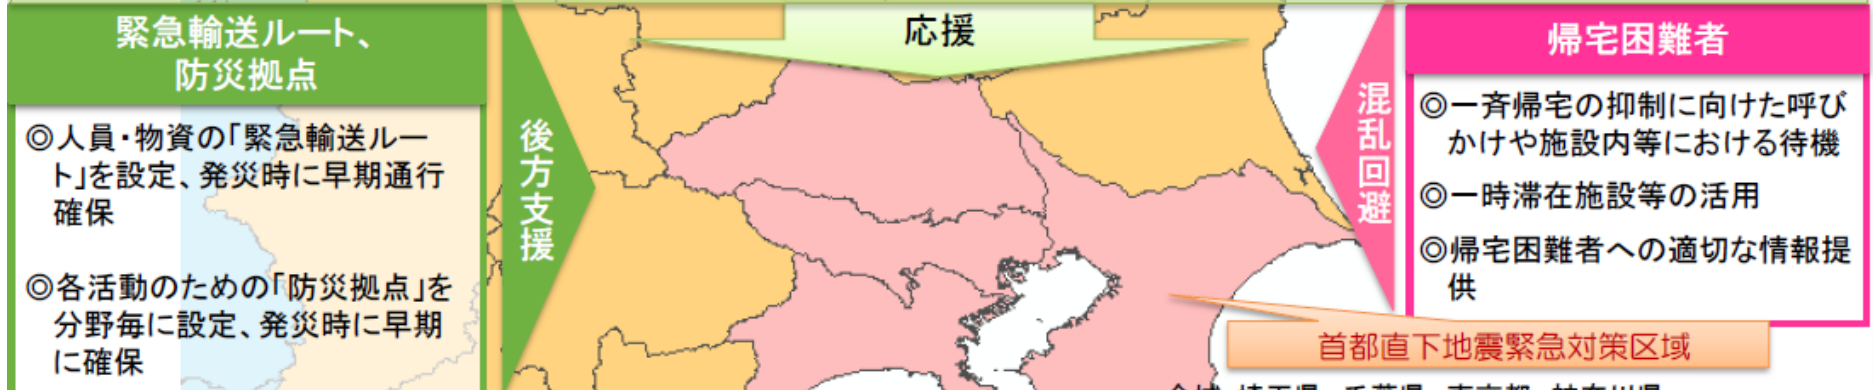 緊急輸送ルート、
防災拠点
◎人員・物資の「緊急輸送ルー
ト」を設定、発災時に早期通行
確保
◎各活動のための「防災拠点」を
分野毎に設定、発災時に早期
に確保
後方支援
応援
混乱回避
帰宅困難者
◎一斉帰宅の抑制に向けた呼び
かけや施設内等における待機
◎一時滞在施設等の活用
◎帰宅困難者への適切な情報提
供
首都直下地震緊急対策区域